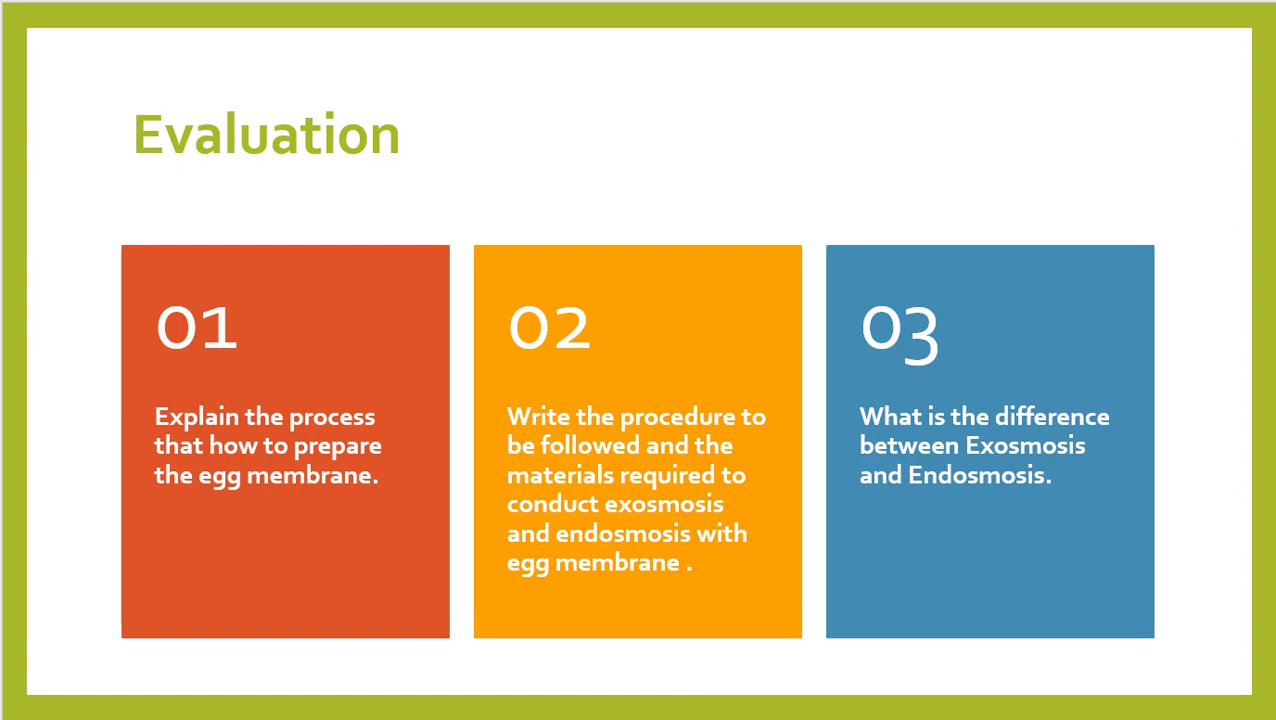 Evaluation
01
Explain the process
that how to prepare
the egg membrane.
02
Write the procedure to
be followed and the
materials required to
conduct exosmosis
and endosmosis with
egg membrane .
03
What is the difference
between Exosmosis
and Endosmosis.